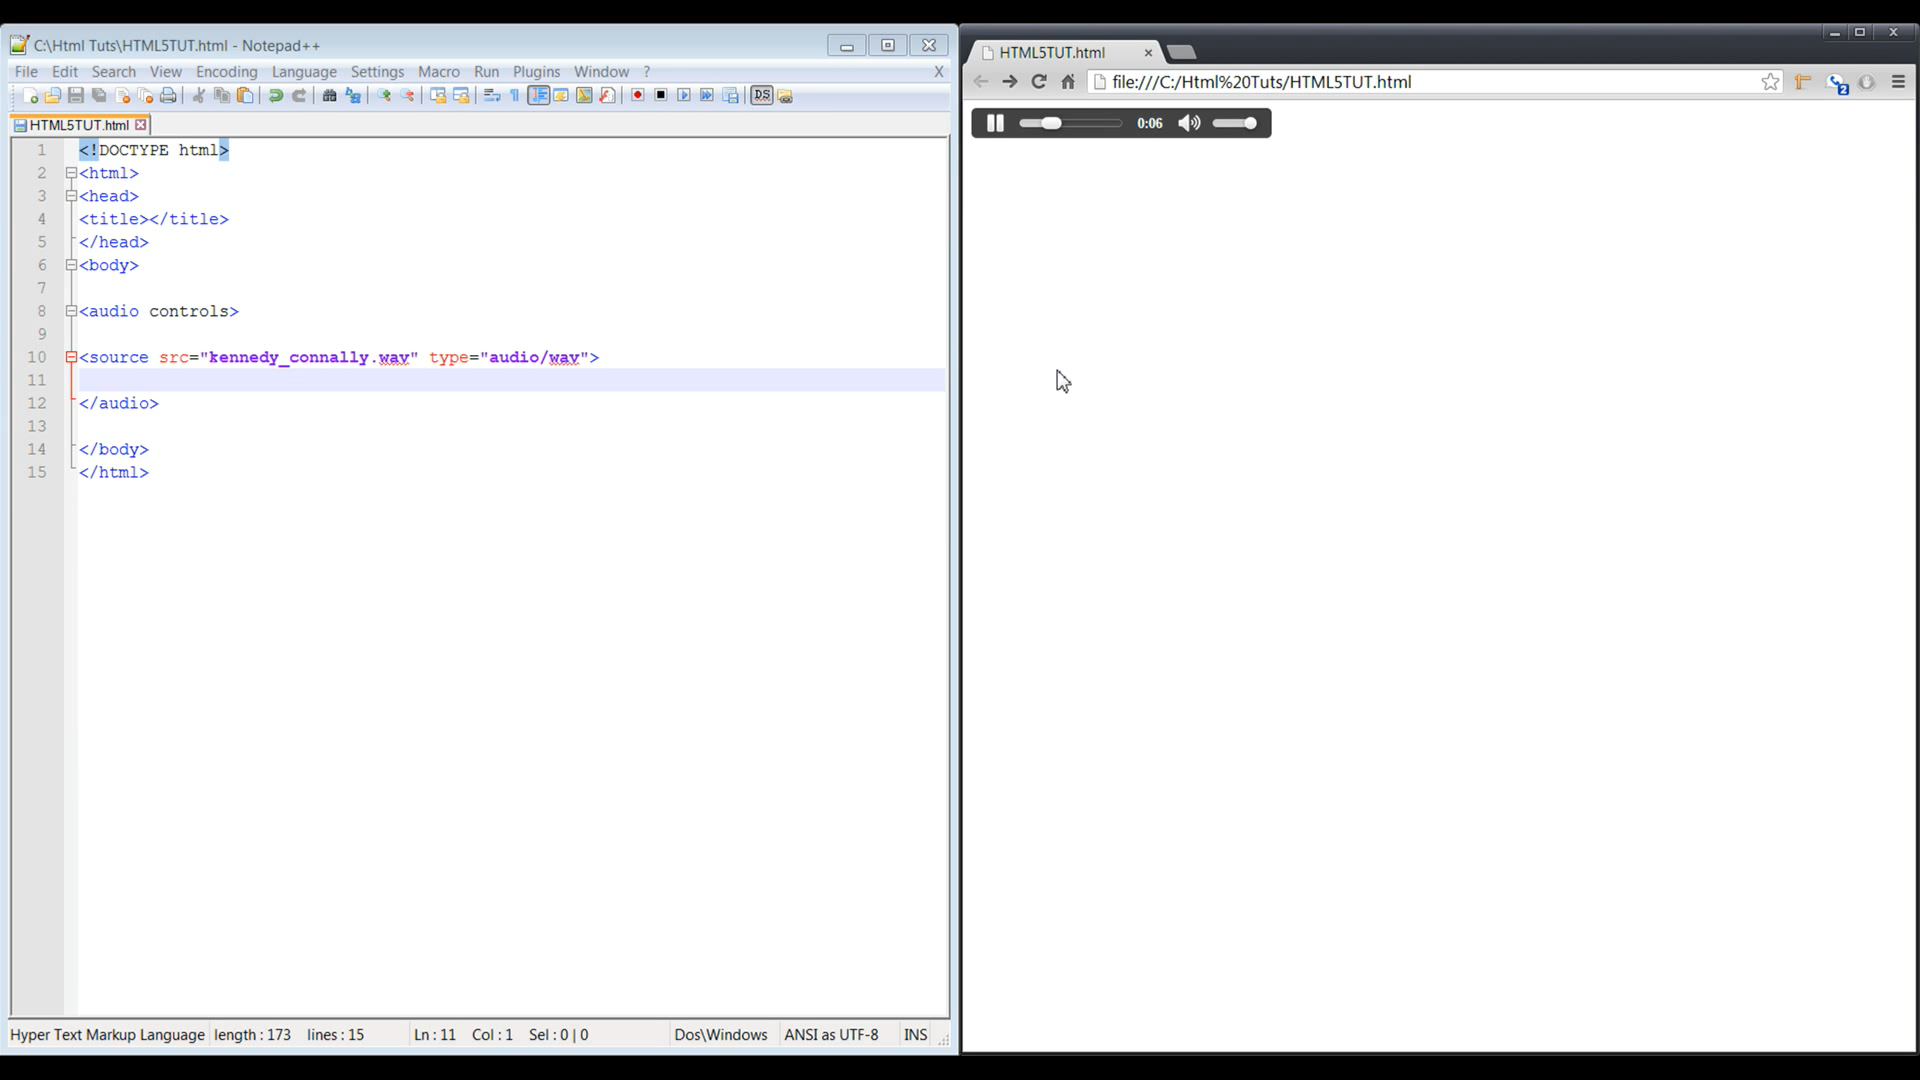 C:\Html Tuts\HTML5TUT.html - Notepad++
File Edit Search View Encoding Language Settings Macro Run Plugins Window ? X
HTML5TUT.html
1 <!DOCTYPE html>
2 <html>
3 <head>
4 <title></title>
5 </head>
6 <body>
7
8 <audio controls>
9
10 <source src="kennedy_connally.wav" type="audio/wav">
11
12 </audio>
13
14 </body>
15 </html>
Hyper Text Markup Language length : 173 lines : 15 Ln : 11 Col : 1 Sel : 0 | 0 Dos\Windows ANSI as UTF-8 INS
HTML5TUT.html
file:///C:/Html%20Tuts/HTML5TUT.html
2
0:06